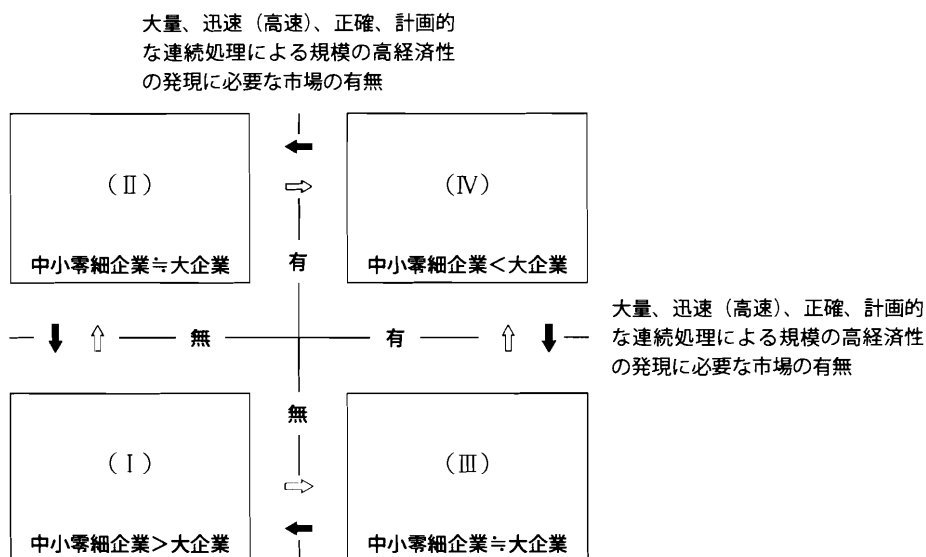 大量、迅速（高速）、正確、計画的
な連続処理による規模の高経済性
の発現に必要な市場の有無
（Ⅱ）
中小零細企業≒大企業
有
（Ⅳ）
中小零細企業＜大企業
無
有
大量、迅速（高速）、正確、計画的
な連続処理による規模の高経済性
の発現に必要な市場の有無
無
（Ⅰ）
中小零細企業＞大企業
（Ⅲ）
中小零細企業≒大企業